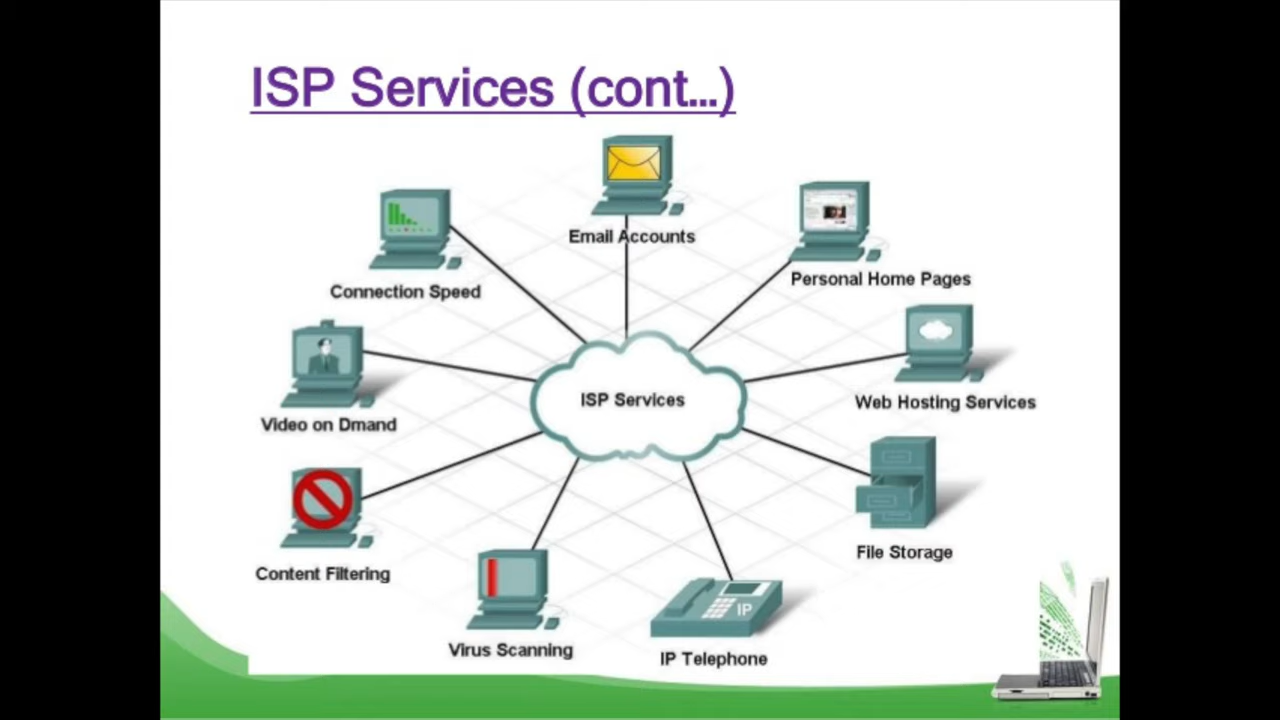 ISP Services (cont...)
Email Accounts
Personal Home Pages
Connection Speed
Web Hosting Services
ISP Services
Video on Dmand
File Storage
Content Filtering
IP
Virus Scanning
IP Telephone